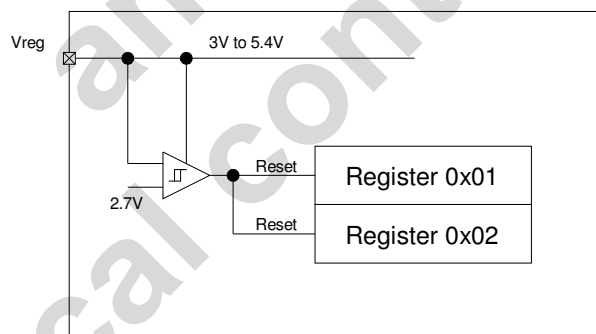 Vreg
3V to 5.4V
Reset
Register 0x01
2.7V
Reset
Register 0x02